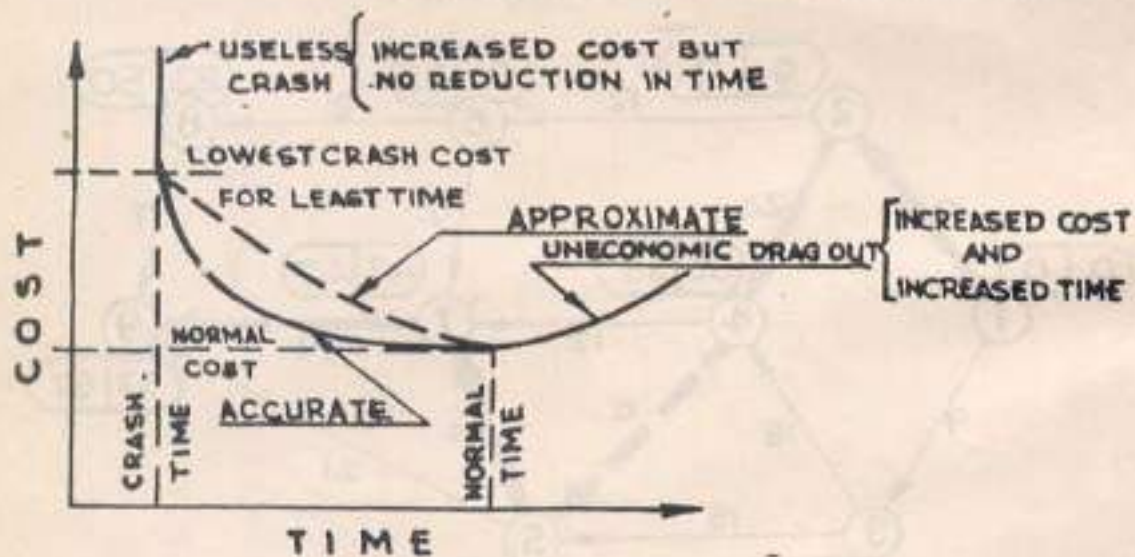 USELESS CRASH
INCREASED COST BUT
NO REDUCTION IN TIME
LOWEST CRASH COST
FOR LEAST TIME
APPROXIMATE
UNECONOMIC DRAG OUT
INCREASED COST
AND
INCREASED TIME
COST
NORMAL
COST
ACCURATE
CRASH
TIME
NORMAL
TIME
TIME